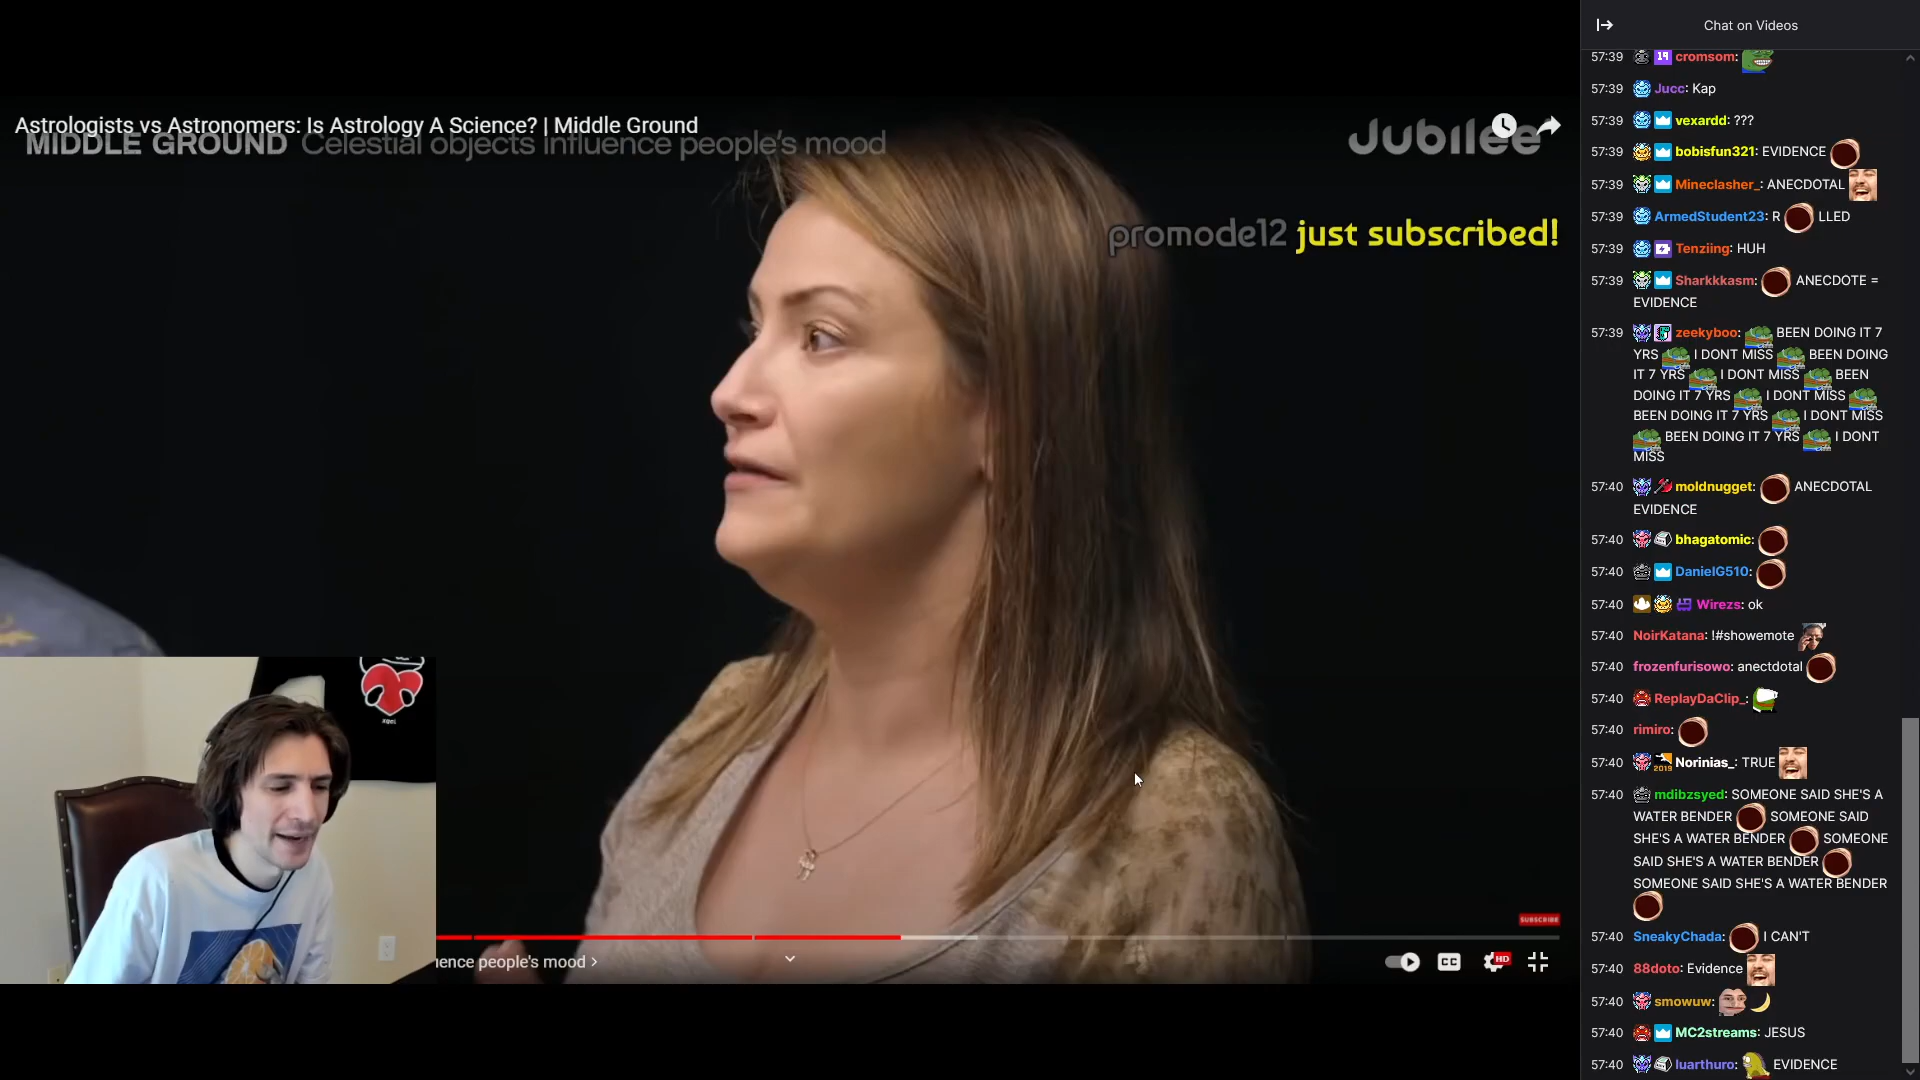 Astrologists vs Astronomers: Is Astrology A Science? | Middle Ground
MIDDLE GROUND Celestial objects influence people's mood
Jubilee
promode12 just subscribed!
xqcL
SUBSCRIBE
ience people's mood >
CC
HD
Chat on Videos
57:39 19 cromsom:
57:39 Jucc: Kap
57:39 vexardd: ???
57:39 bobisfun321: EVIDENCE
57:39 Mineclasher_: ANECDOTAL
57:39 ArmedStudent23: R LLED
57:39 Tenziing: HUH
57:39 Sharkkkasm: ANECDOTE =
EVIDENCE
57:39 zeekyboo: BEEN DOING IT 7
YRS I DONT MISS BEEN DOING
IT 7 YRS I DONT MISS BEEN
DOING IT 7 YRS I DONT MISS
BEEN DOING IT 7 YRS I DONT MISS
BEEN DOING IT 7 YRS I DONT
MISS
57:40 moldnugget: ANECDOTAL
EVIDENCE
57:40 bhagatomic:
57:40 DanielG510:
57:40 Wirezs: ok
57:40 NoirKatana: !#showemote
57:40 frozenfurisowo: anectdotal
57:40 ReplayDaClip_:
57:40 rimiro:
57:40 2019 Norinias_: TRUE
57:40 mdibzsyed: SOMEONE SAID SHE'S A
WATER BENDER SOMEONE SAID
SHE'S A WATER BENDER SOMEONE
SAID SHE'S A WATER BENDER
SOMEONE SAID SHE'S A WATER BENDER
57:40 SneakyChada: I CAN'T
57:40 88doto: Evidence
57:40 smowuw:
57:40 MC2streams: JESUS
57:40 luarthuro: EVIDENCE